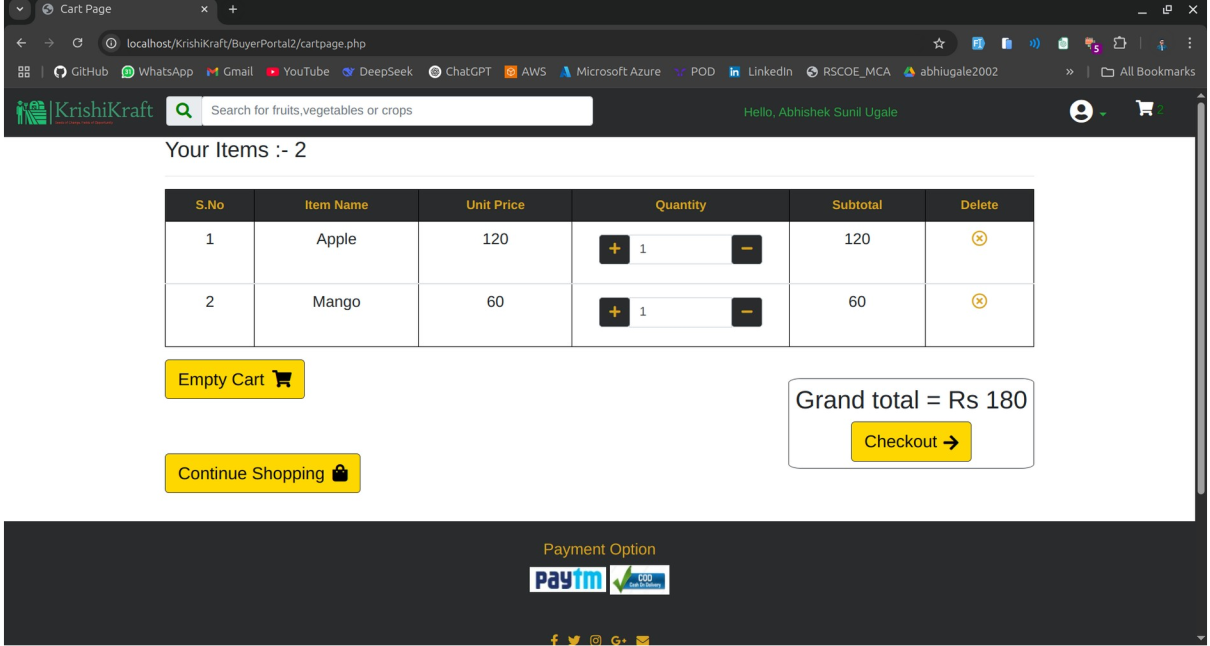 Cart Page
localhost/KrishiKraft/BuyerPortal2/cartpage.php
5
GitHub WhatsApp Gmail YouTube DeepSeek ChatGPT AWS Microsoft Azure POD LinkedIn RSCOE_MCA abhiugale2002 » All Bookmarks
KrishiKraft Search for fruits,vegetables or crops Hello, Abhishek Sunil Ugale 2
Your Items :- 2
S.No Item Name Unit Price Quantity Subtotal Delete
1 Apple 120 + 1 − 120
2 Mango 60 + 1 − 60
Empty Cart
Grand total = Rs 180
Checkout
Continue Shopping
Payment Option
Paytm COD Cash On Delivery